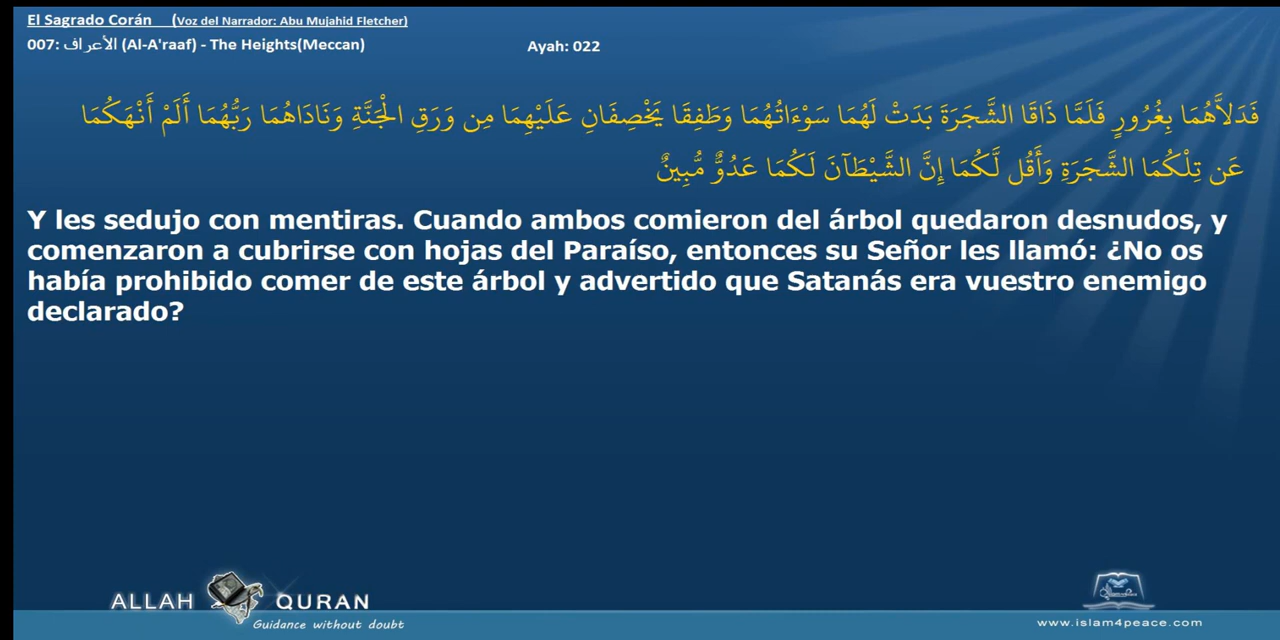 El Sagrado Corán (Voz del Narrador: Abu Mujahid Fletcher)
007: الأعراف (Al-A'raaf) - The Heights(Meccan) Ayah: 022
فَدَلاَّهُمَا بِغُرُورٍ فَلَمَّا ذَاقَا الشَّجَرَةَ بَدَتْ لَهُمَا سَوْءَاتُهُمَا وَطَفِقَا يَخْصِفَانِ عَلَيْهِمَا مِن وَرَقِ الْجَنَّةِ وَنَادَاهُمَا رَبُّهُمَا أَلَمْ أَنْهَكُمَا
عَن تِلْكُمَا الشَّجَرَةِ وَأَقُل لَّكُمَا إِنَّ الشَّيْطَآنَ لَكُمَا عَدُوٌّ مُّبِينٌ
Y les sedujo con mentiras. Cuando ambos comieron del árbol quedaron desnudos, y
comenzaron a cubrirse con hojas del Paraíso, entonces su Señor les llamó: ¿No os
había prohibido comer de este árbol y advertido que Satanás era vuestro enemigo
declarado?
ALLAH QURAN
Guidance without doubt
www.islam4peace.com